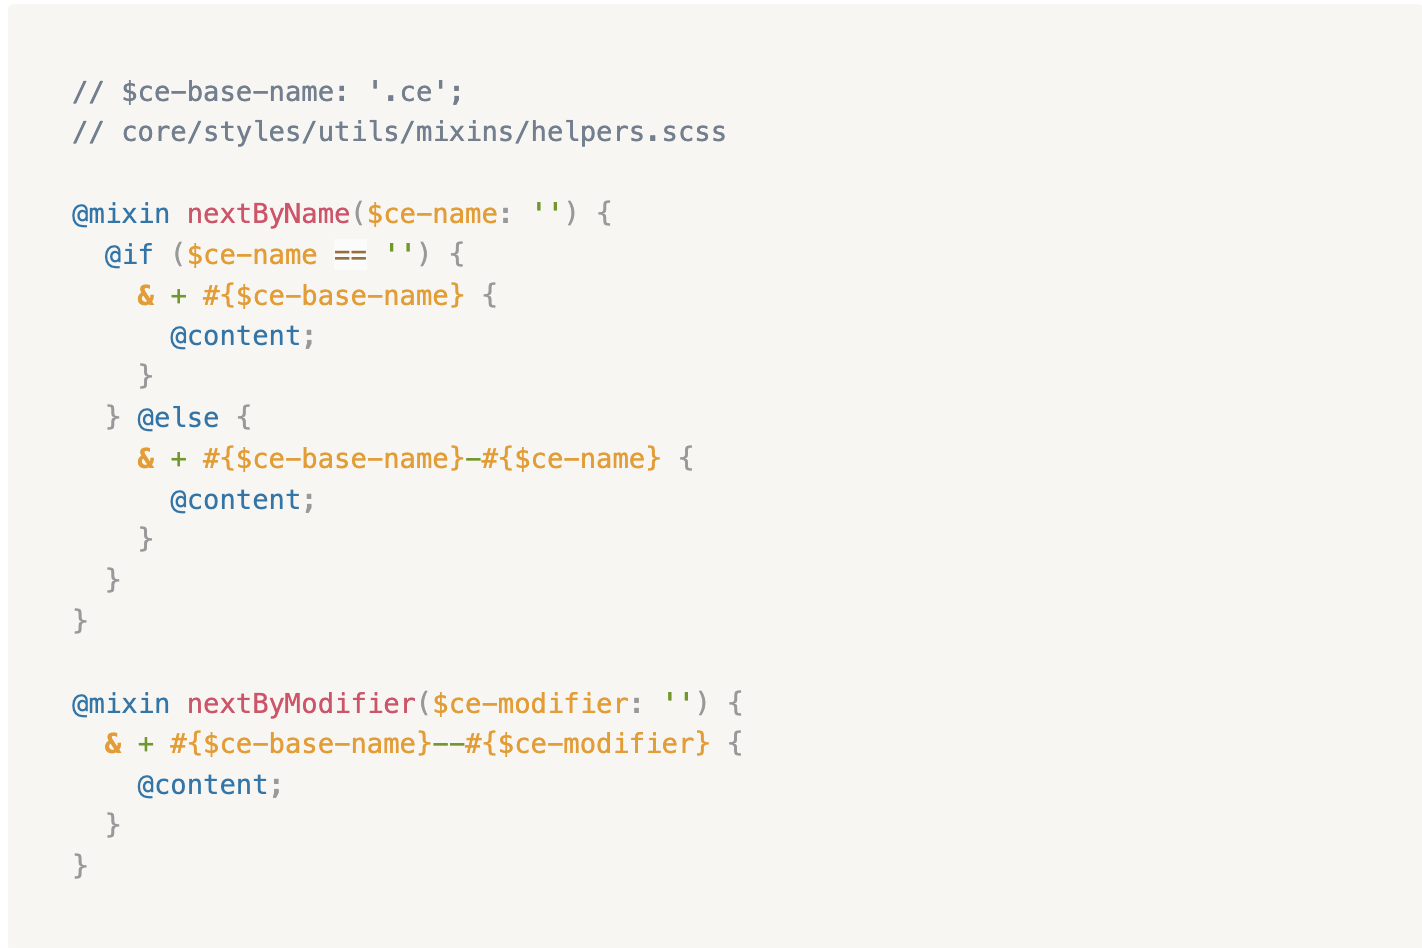 // $ce-base-name: '.ce';
// core/styles/utils/mixins/helpers.scss

@mixin nextByName($ce-name: '') {
  @if ($ce-name == '') {
    & + #{$ce-base-name} {
      @content;
    }
  } @else {
    & + #{$ce-base-name}-#{$ce-name} {
      @content;
    }
  }
}

@mixin nextByModifier($ce-modifier: '') {
  & + #{$ce-base-name}--#{$ce-modifier} {
    @content;
  }
}